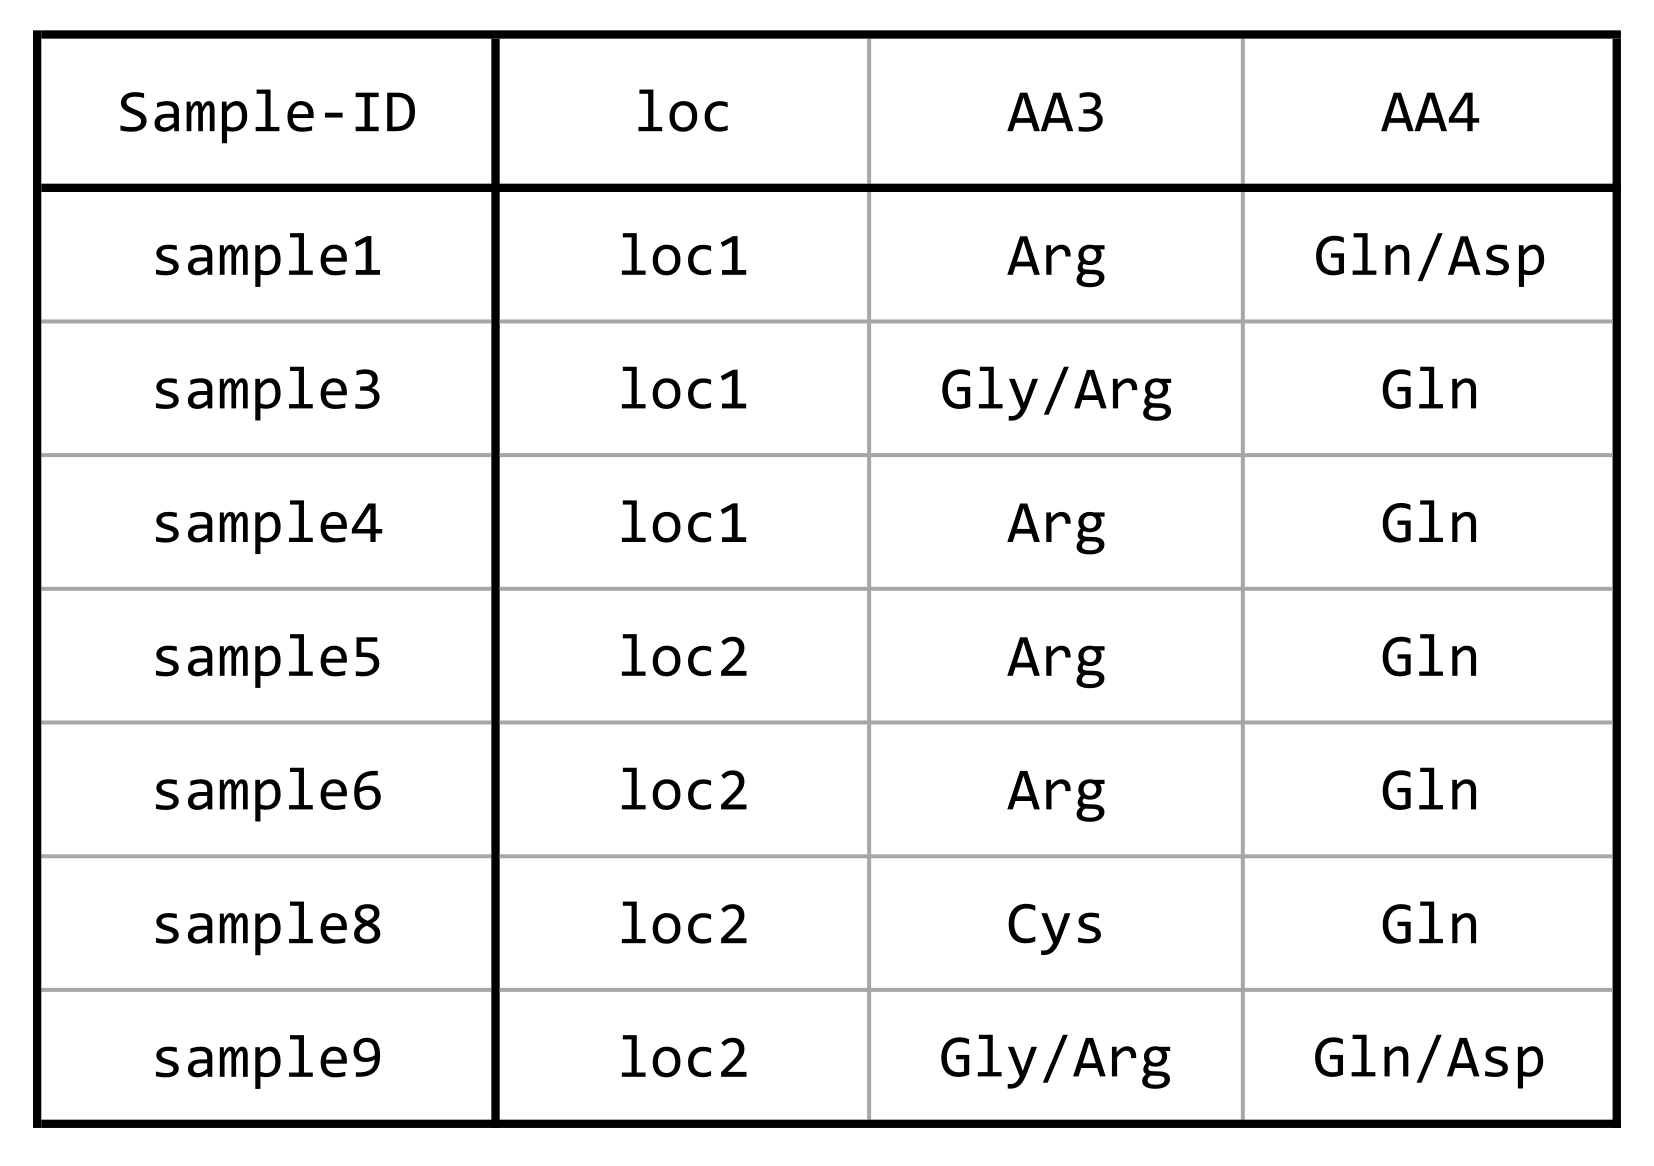 Sample-ID loc AA3 AA4
sample1 loc1 Arg Gln/Asp
sample3 loc1 Gly/Arg Gln
sample4 loc1 Arg Gln
sample5 loc2 Arg Gln
sample6 loc2 Arg Gln
sample8 loc2 Cys Gln
sample9 loc2 Gly/Arg Gln/Asp